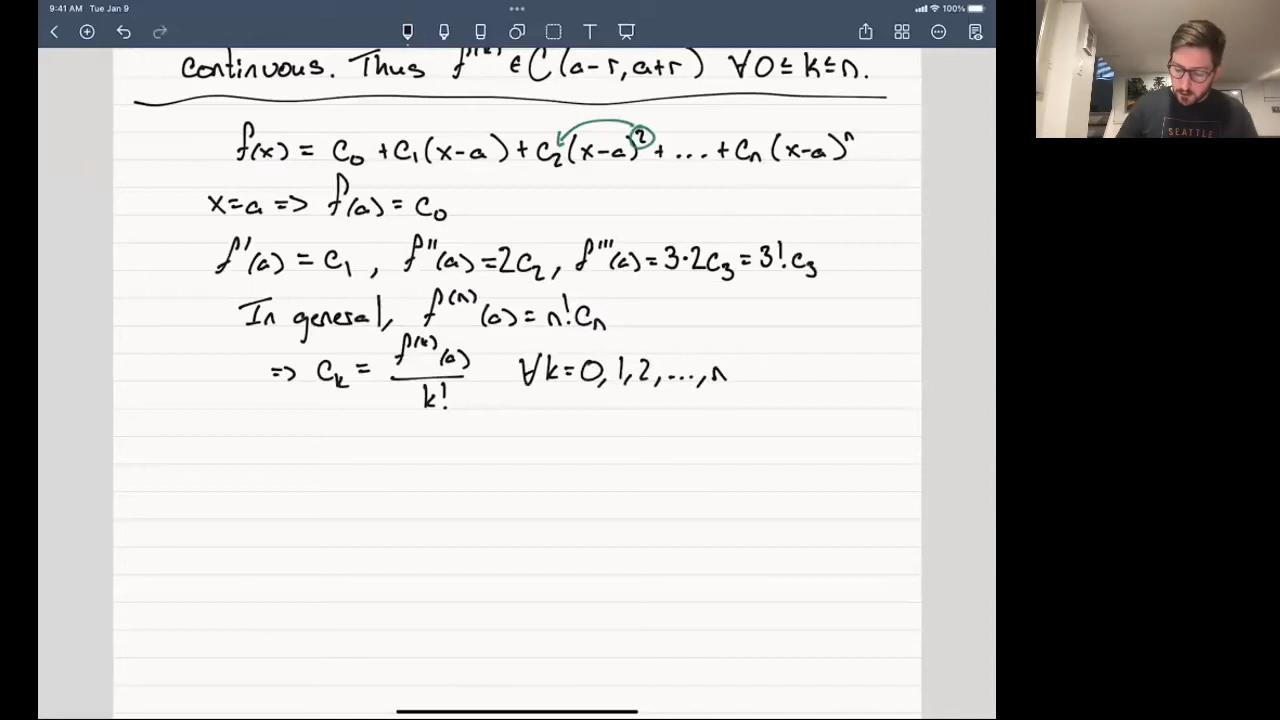 9:41 AM Tue Jan 9 100%
continuous. Thus f⁽ᵏ⁾ ∈ C(a-r, a+r) ∀ 0 ≤ k ≤ n.
f(x) = c₀ + c₁(x-a) + c₂(x-a)² + ... + cₙ(x-a)ⁿ
x=a => f(a) = c₀
f'(a) = c₁, f''(a) = 2c₂, f'''(a) = 3·2c₃ = 3!c₃
In general, f⁽ⁿ⁾(a) = n!cₙ
=> cₖ = f⁽ᵏ⁾(a) / k! ∀k = 0, 1, 2, ..., n
SEATTLE